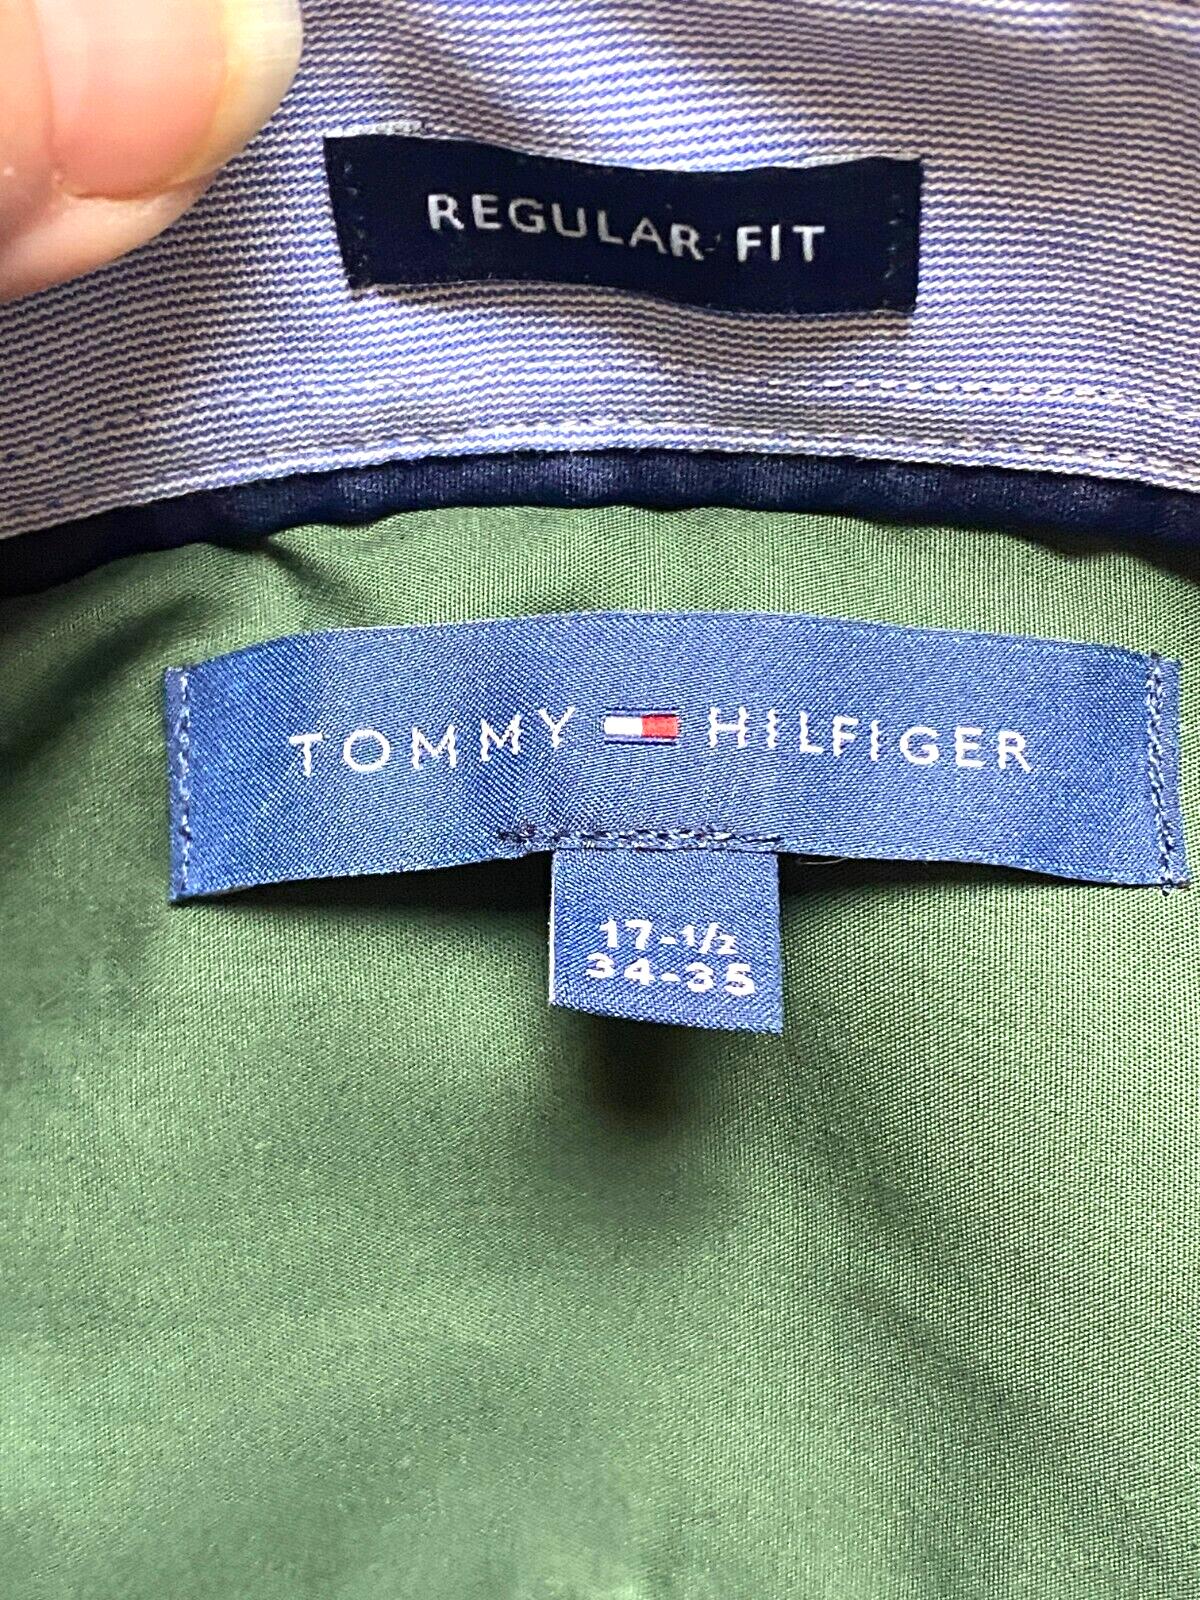 REGULAR FIT
TOMMY HILFIGER
17-1/2
34-35